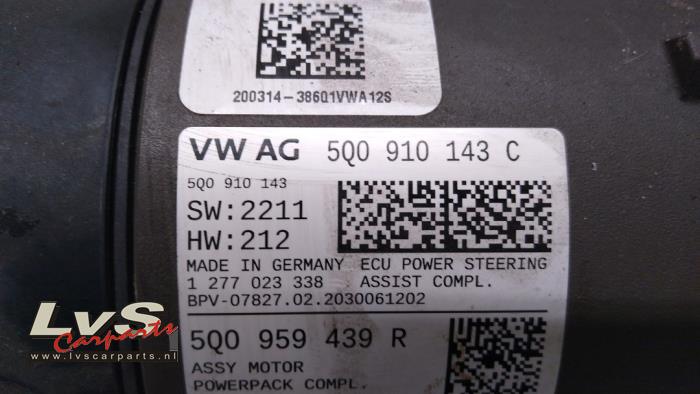 200314-38601VWA12S
VW AG 5Q0 910 143 C
5Q0 910 143
SW:2211
HW:212
MADE IN GERMANY ECU POWER STEERING
1 277 023 338 ASSIST COMPL.
BPV-07827.02.2030061202
5Q0 959 439 R
ASSY MOTOR
POWERPACK COMPL.
LvS
Carparts
www.lvscarparts.nl